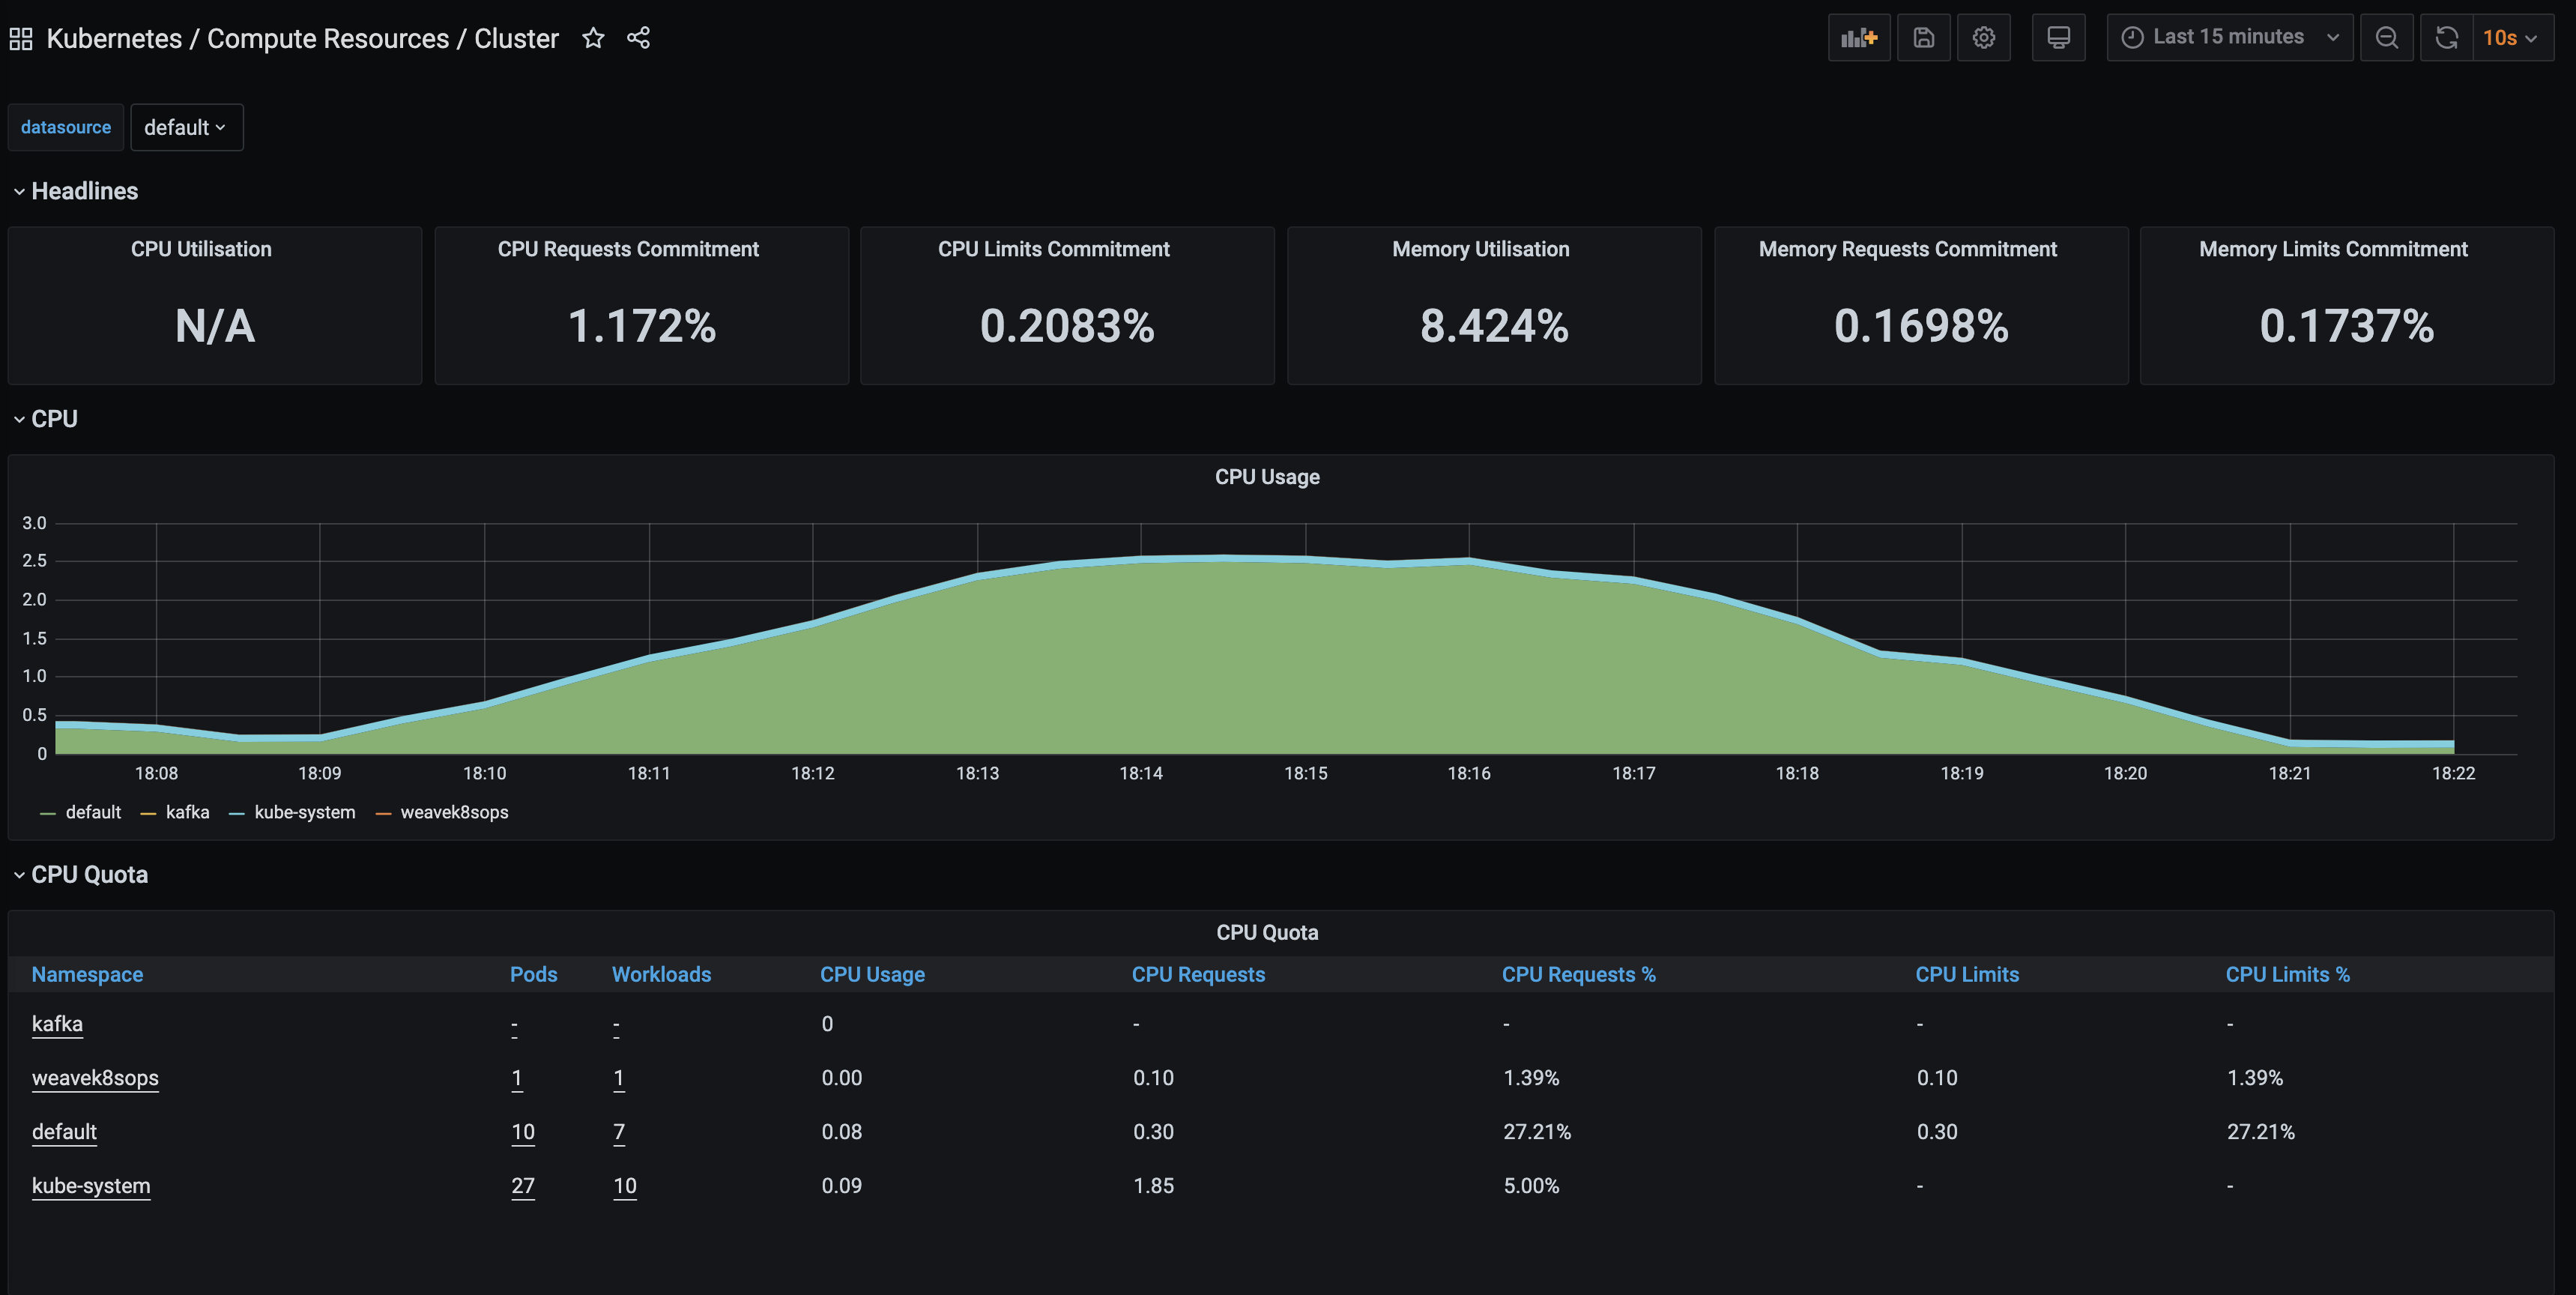 Kubernetes / Compute Resources / Cluster
Last 15 minutes
10s
datasource default
Headlines
CPU Utilisation CPU Requests Commitment CPU Limits Commitment Memory Utilisation Memory Requests Commitment Memory Limits Commitment
N/A 1.172% 0.2083% 8.424% 0.1698% 0.1737%
CPU
CPU Usage
3.0
2.5
2.0
1.5
1.0
0.5
0
18:08 18:09 18:10 18:11 18:12 18:13 18:14 18:15 18:16 18:17 18:18 18:19 18:20 18:21 18:22
default kafka kube-system weavek8sops
CPU Quota
CPU Quota
Namespace Pods Workloads CPU Usage CPU Requests CPU Requests % CPU Limits CPU Limits %
kafka - - 0 - - - -
weavek8sops 1 1 0.00 0.10 1.39% 0.10 1.39%
default 10 7 0.08 0.30 27.21% 0.30 27.21%
kube-system 27 10 0.09 1.85 5.00% - -